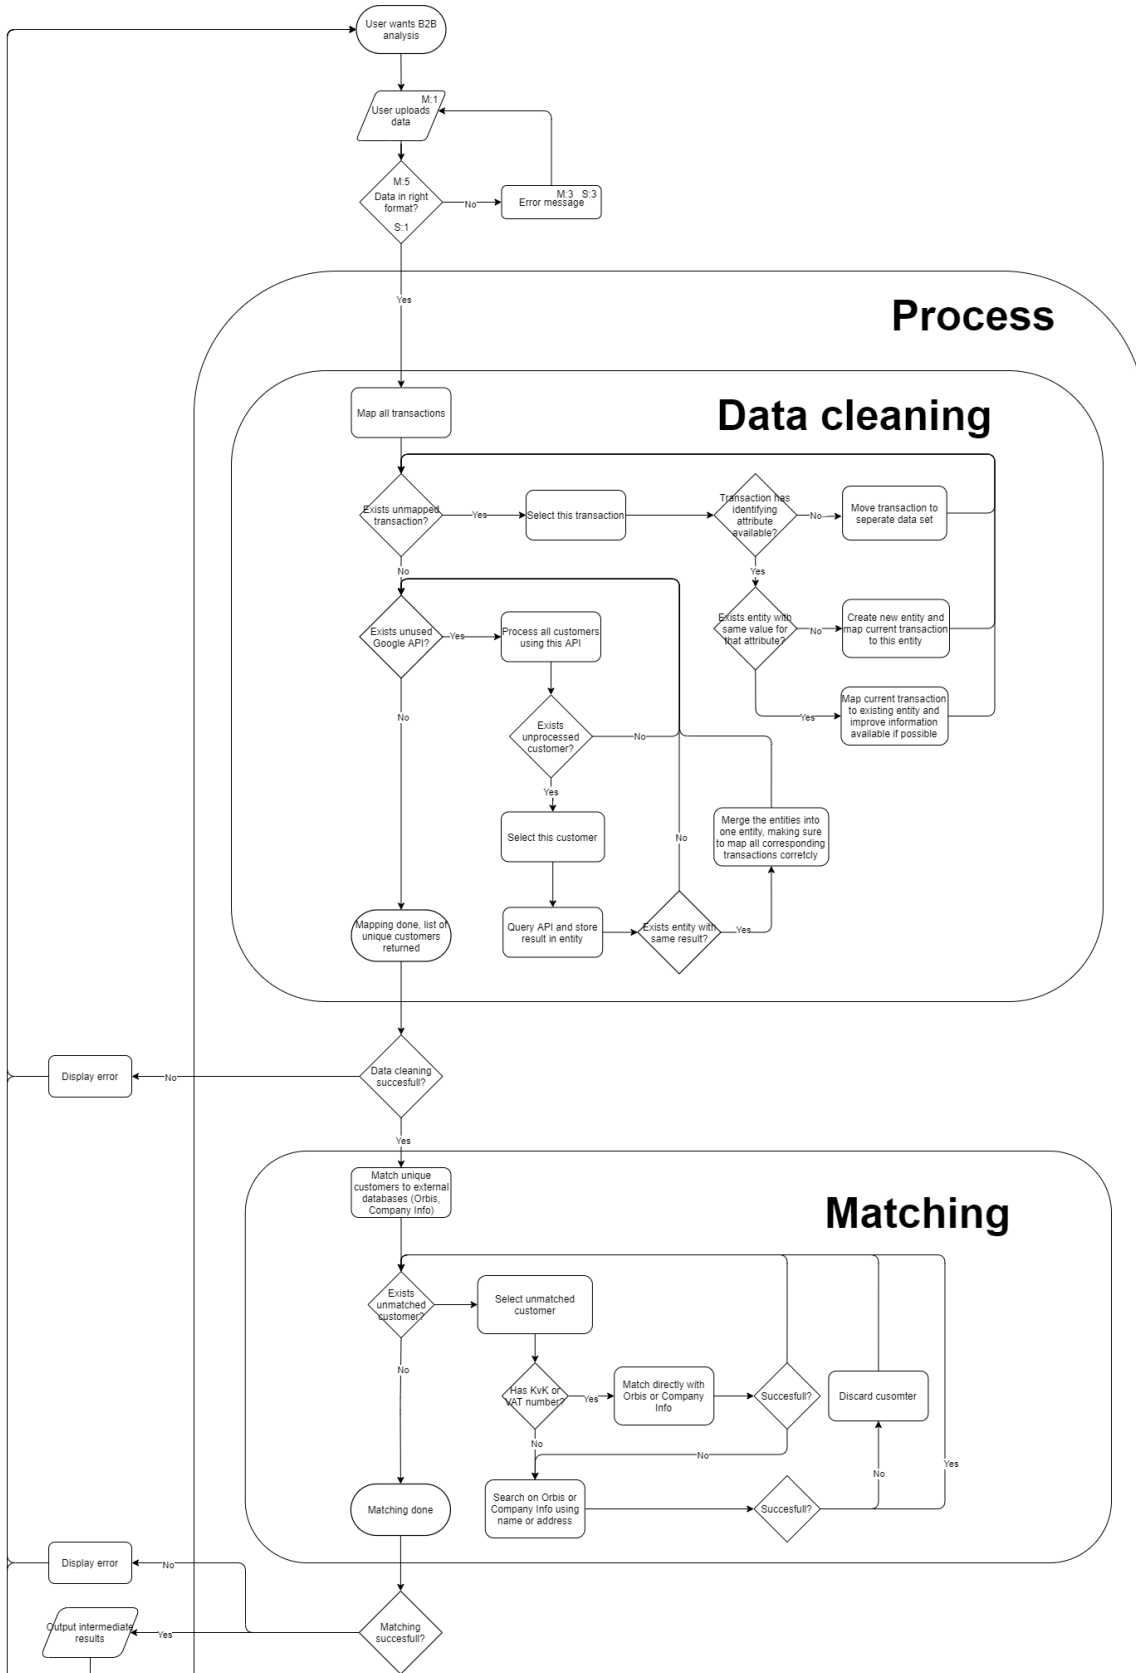 User wants B2B
analysis
M:1
User uploads
data
M:5
Data in right
format?
S:1
No
M:3 S:3
Error message
Yes
Process
Data cleaning
Map all transactions
Exists unmapped
transaction?
Yes
Select this transaction
Transaction has
identifying
attribute
available?
No
Move transaction to
seperate data set
No
Yes
Exists unused
Google API?
Yes
Process all customers
using this API
Exists entity with
same value for
that attribute?
No
Create new entity and
map current transaction
to this entity
Yes
Map current transaction
to existing entity and
improve information
available if possible
No
Exists
unprocessed
customer?
No
Yes
Select this customer
No
Merge the entities into
one entity, making sure
to map all corresponding
transactions corretcly
Mapping done, list of
unique customers
returned
Query API and store
result in entity
Exists entity with
same result?
Yes
Data cleaning
succesfull?
No
Display error
Yes
Match unique
customers to external
databases (Orbis,
Company Info)
Matching
Exists
unmatched
customer?
Select unmatched
customer
No
Has KvK or
VAT number?
Yes
Match directly with
Orbis or Company
Info
Succesfull?
Discard cusomter
No
No
No
Yes
Matching done
Search on Orbis or
Company Info using
name or address
Succesfull?
Display error
No
Output intermediate
results
Yes
Matching
succesfull?